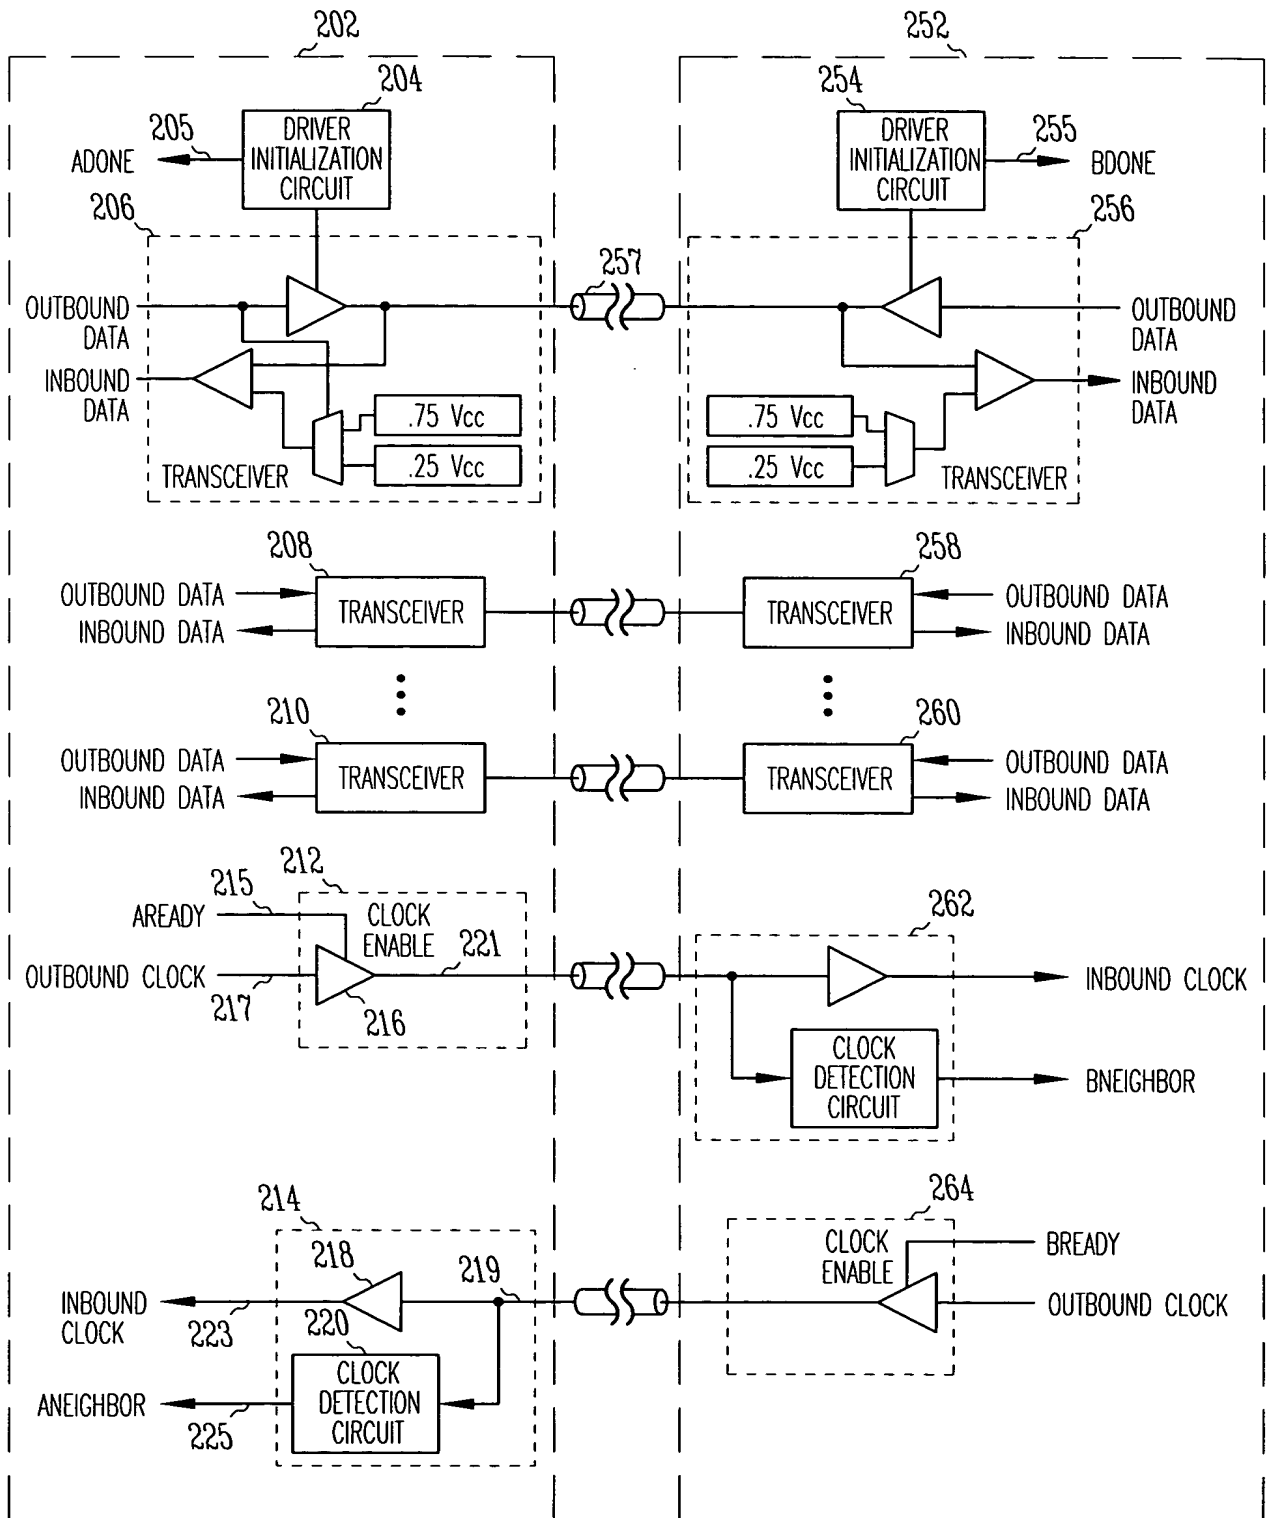 202
252
204
DRIVER
INITIALIZATION
CIRCUIT
205
ADONE
254
DRIVER
INITIALIZATION
CIRCUIT
255
BDONE
206
256
257
OUTBOUND
DATA
INBOUND
DATA
.75 Vcc
.25 Vcc
TRANSCEIVER
OUTBOUND
DATA
INBOUND
DATA
.75 Vcc
.25 Vcc
TRANSCEIVER
208
OUTBOUND DATA
INBOUND DATA
TRANSCEIVER
258
TRANSCEIVER
OUTBOUND DATA
INBOUND DATA
210
OUTBOUND DATA
INBOUND DATA
TRANSCEIVER
260
TRANSCEIVER
OUTBOUND DATA
INBOUND DATA
212
215
AREADY
CLOCK
ENABLE
221
OUTBOUND CLOCK
217
216
262
INBOUND CLOCK
CLOCK
DETECTION
CIRCUIT
BNEIGHBOR
214
218
219
INBOUND
CLOCK
223
220
CLOCK
DETECTION
CIRCUIT
ANEIGHBOR
225
264
CLOCK
ENABLE
BREADY
OUTBOUND CLOCK